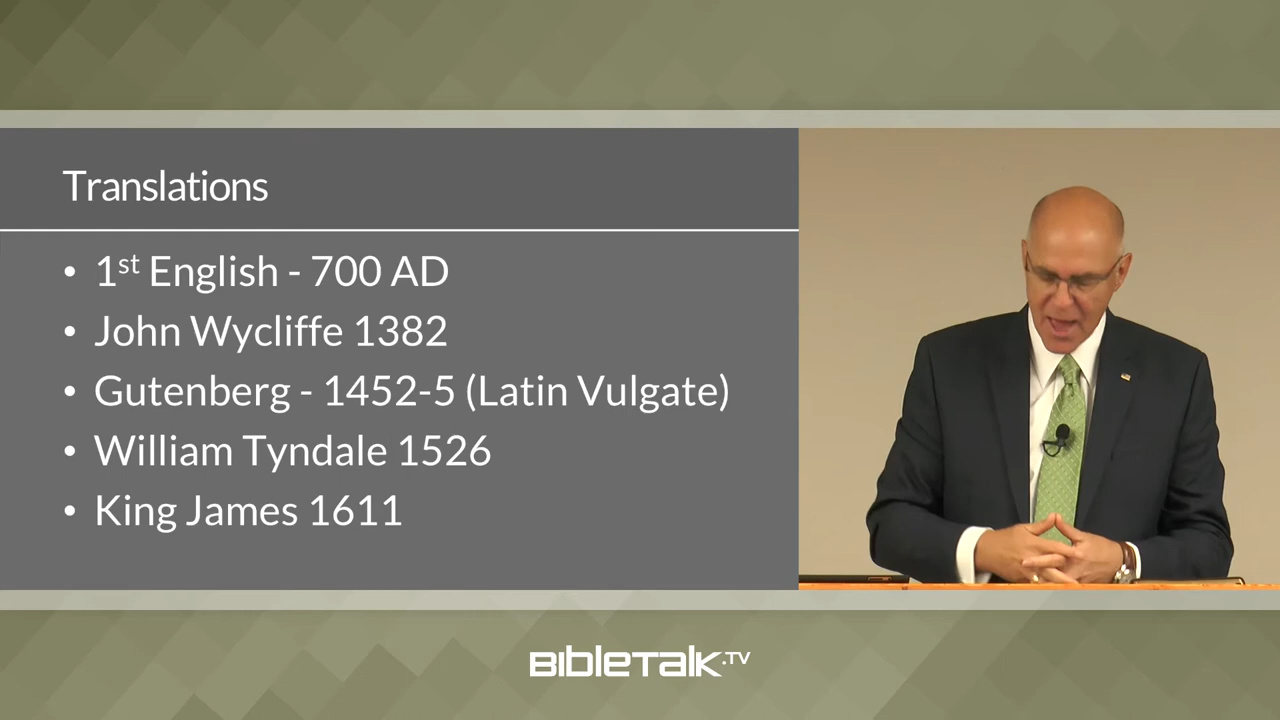 Translations
• 1st English - 700 AD
• John Wycliffe 1382
• Gutenberg - 1452-5 (Latin Vulgate)
• William Tyndale 1526
• King James 1611
BibleTalk.TV